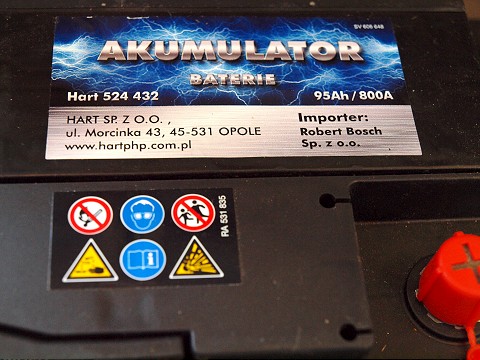 SV 606 648
AKUMULATOR
BATERIE
Hart 524 432
95Ah / 800A
HART SP. Z O.O. ,
ul. Morcinka 43, 45-531 OPOLE
www.hartphp.com.pl
Importer:
Robert Bosch
Sp. z o.o.
RA 531 835
+